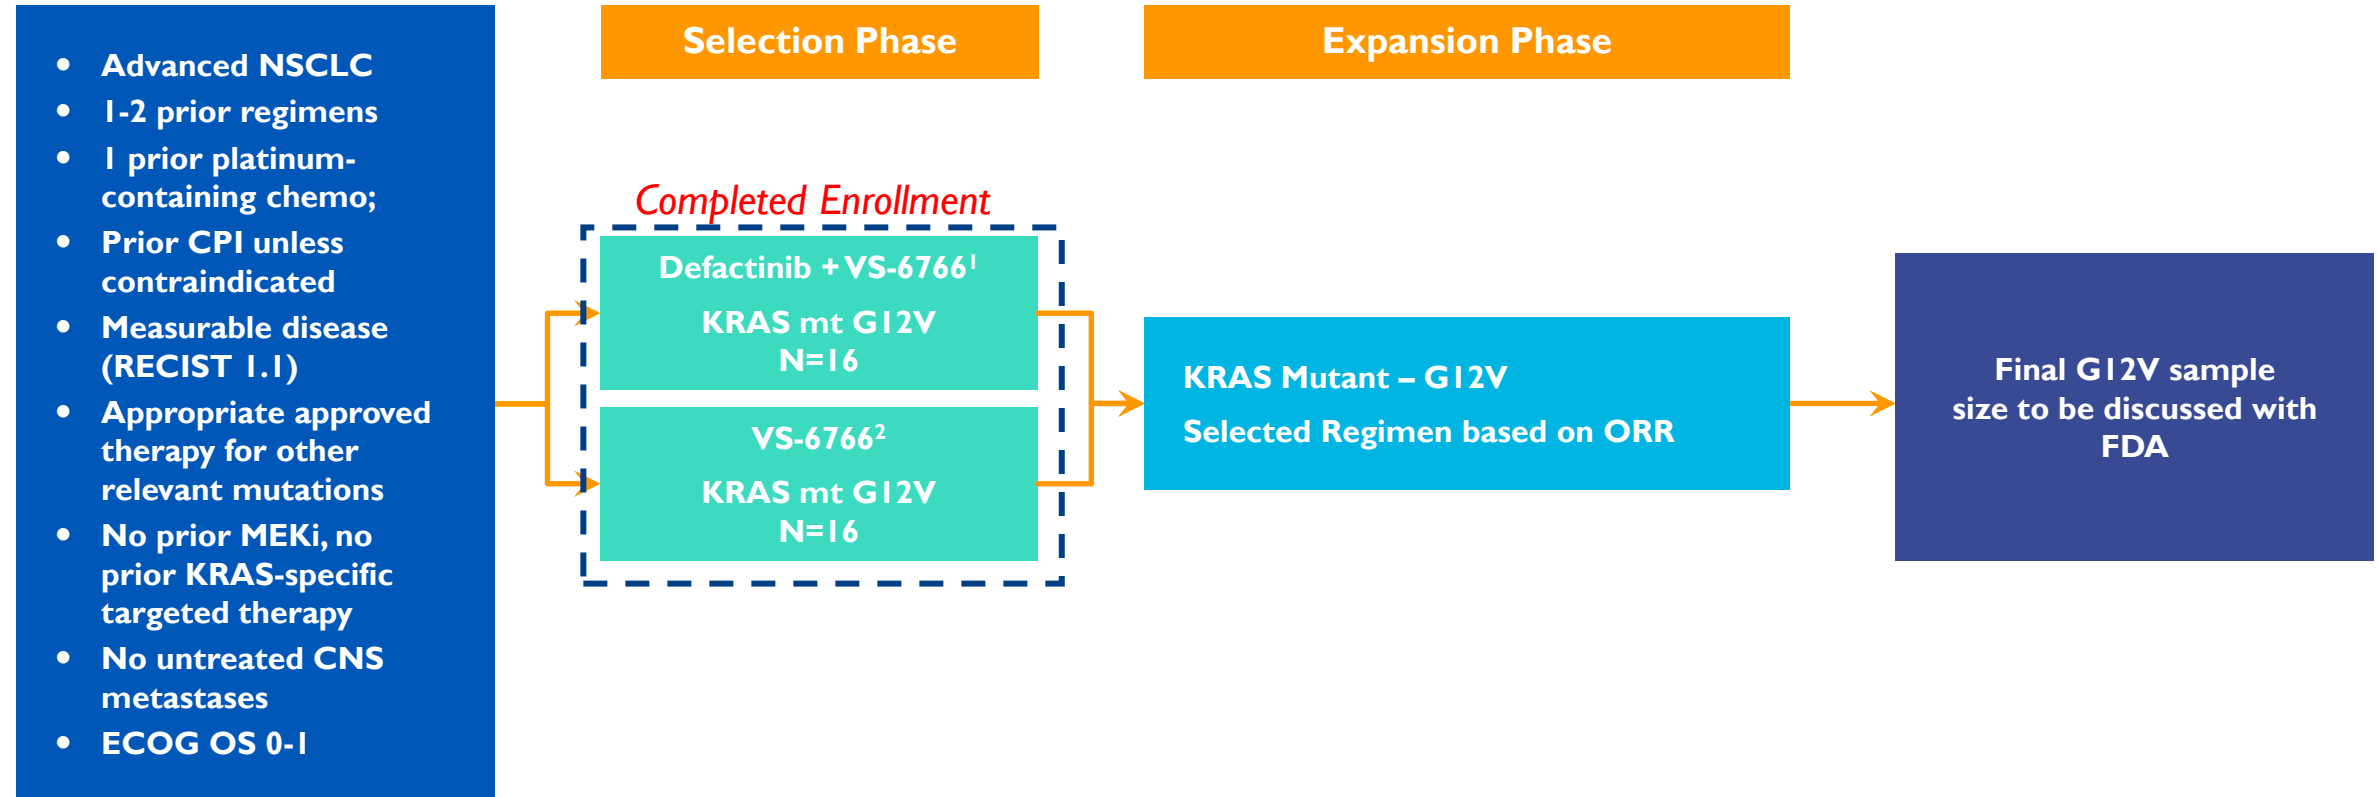 • Advanced NSCLC
• 1-2 prior regimens
• 1 prior platinum-
containing chemo;
• Prior CPI unless
contraindicated
• Measurable disease
(RECIST 1.1)
• Appropriate approved
therapy for other
relevant mutations
• No prior MEKi, no
prior KRAS-specific
targeted therapy
• No untreated CNS
metastases
• ECOG OS 0-1
Selection Phase
Completed Enrollment
Defactinib + VS-6766¹
KRAS mt G12V
N=16
VS-6766²
KRAS mt G12V
N=16
Expansion Phase
KRAS Mutant – G12V
Selected Regimen based on ORR
Final G12V sample
size to be discussed with
FDA